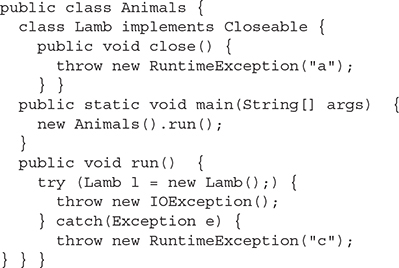 public class Animals {
  class Lamb implements Closeable {
    public void close() {
      throw new RuntimeException("a");
    } }
  public static void main(String[] args)  {
    new Animals().run();
  }
  public void run()  {
    try (Lamb l = new Lamb();) {
      throw new IOException();
    } catch(Exception e) {
      throw new RuntimeException("c");
} } }